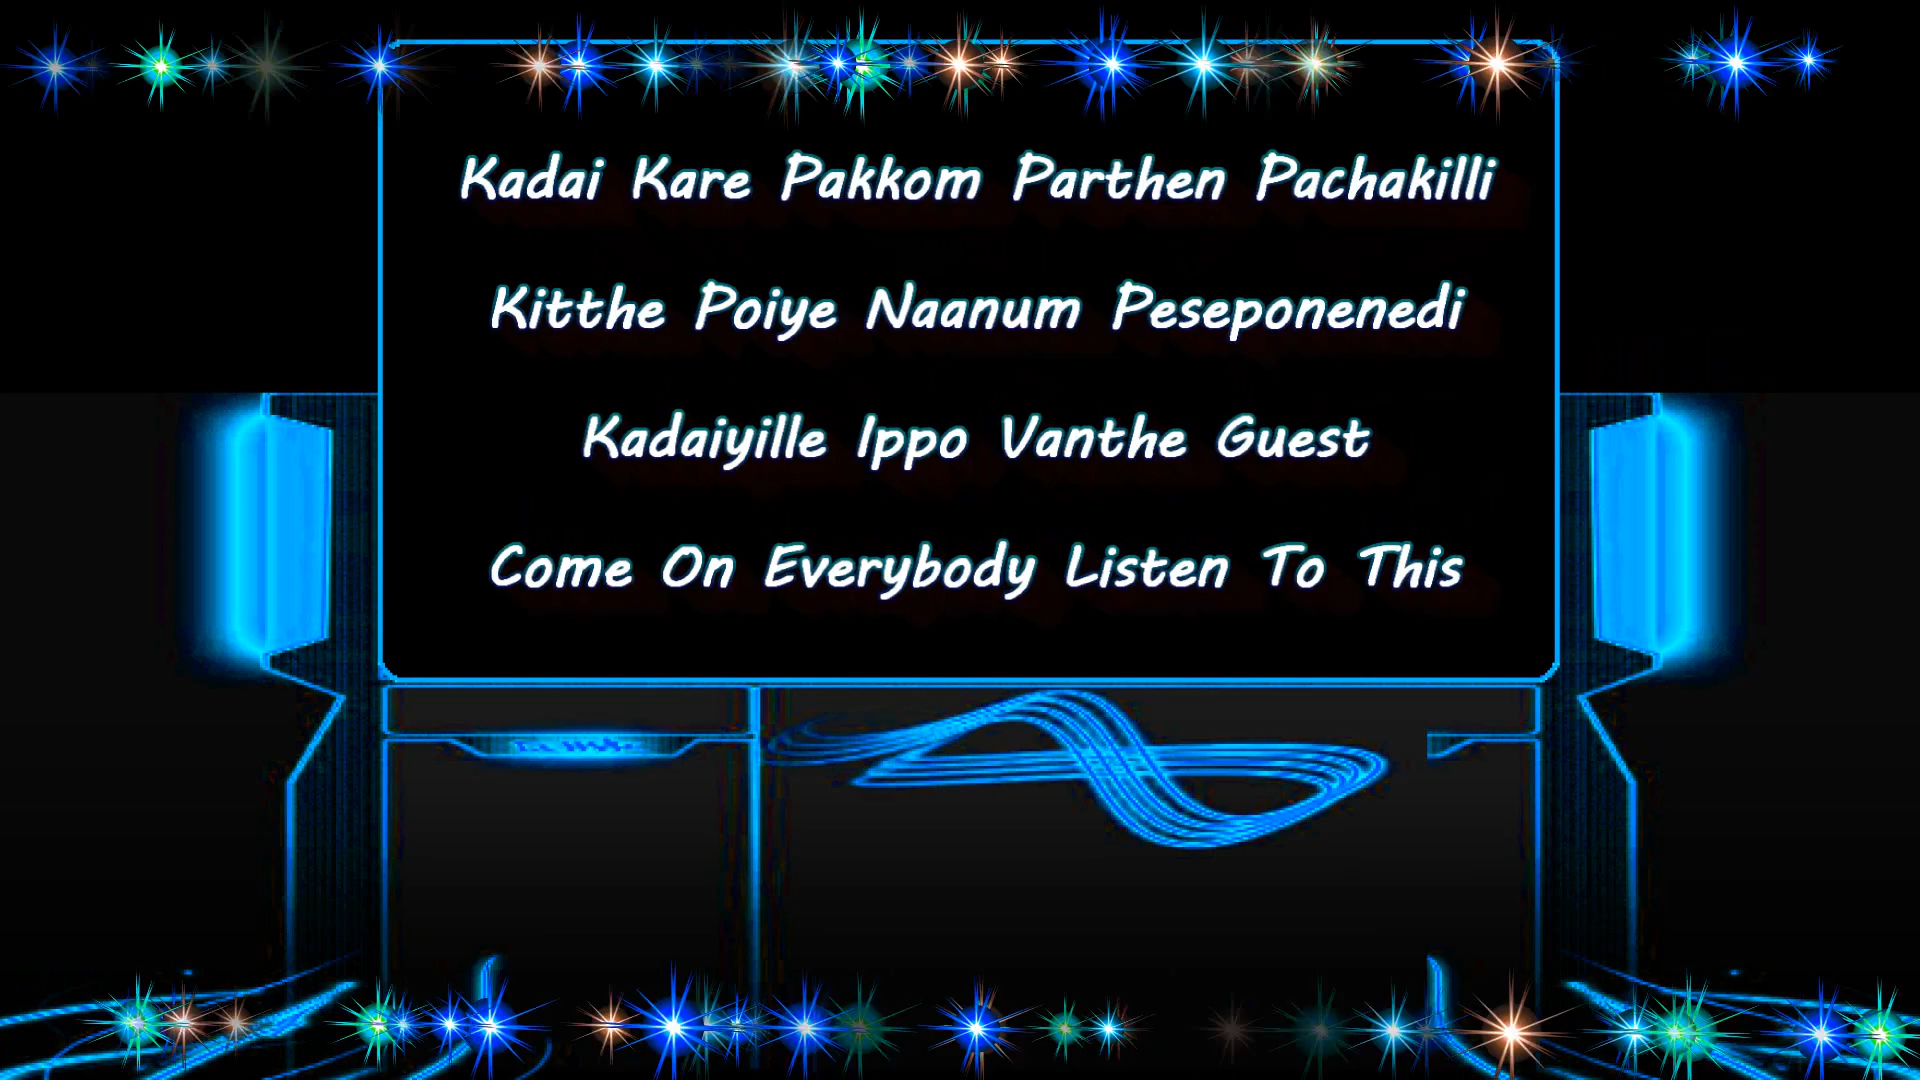 Kadai Kare Pakkom Parthen Pachakilli
Kitthe Poiye Naanum Peseponenedi
Kadaiyille Ippo Vanthe Guest
Come On Everybody Listen To This